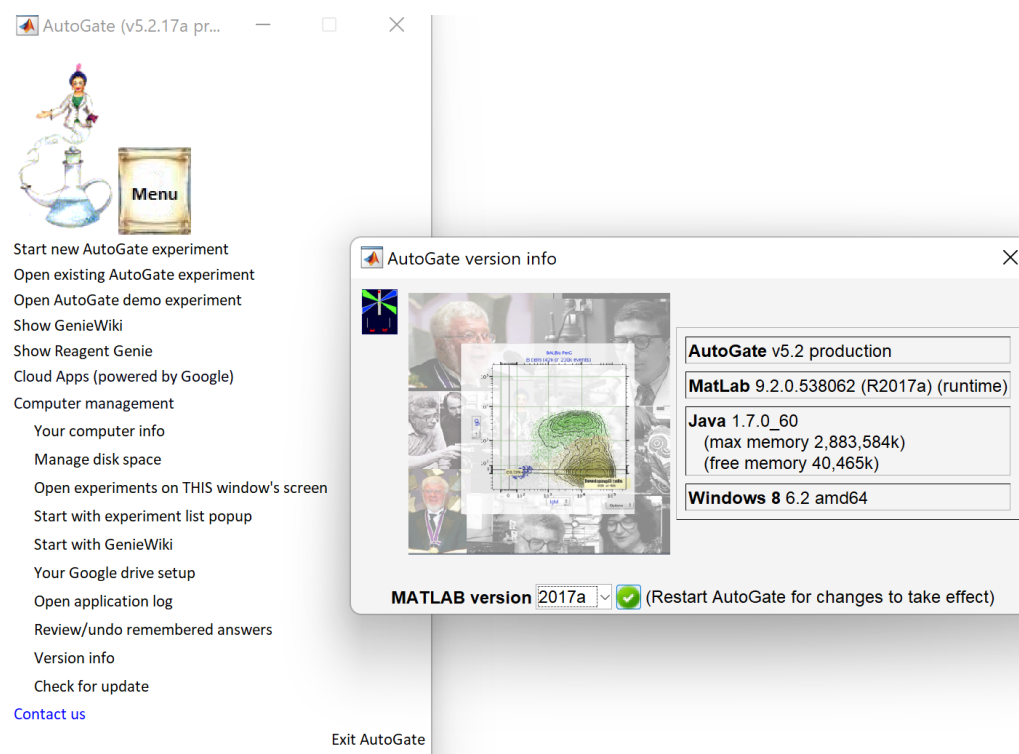 AutoGate (v5.2.17a pr...
Menu
Start new AutoGate experiment
Open existing AutoGate experiment
Open AutoGate demo experiment
Show GenieWiki
Show Reagent Genie
Cloud Apps (powered by Google)
Computer management
Your computer info
Manage disk space
Open experiments on THIS window's screen
Start with experiment list popup
Start with GenieWiki
Your Google drive setup
Open application log
Review/undo remembered answers
Version info
Check for update
Contact us
Exit AutoGate
AutoGate version info
AutoGate v5.2 production
MatLab 9.2.0.538062 (R2017a) (runtime)
Java 1.7.0_60
(max memory 2,883,584k)
(free memory 40,465k)
Windows 8 6.2 amd64
MATLAB version 2017a (Restart AutoGate for changes to take effect)